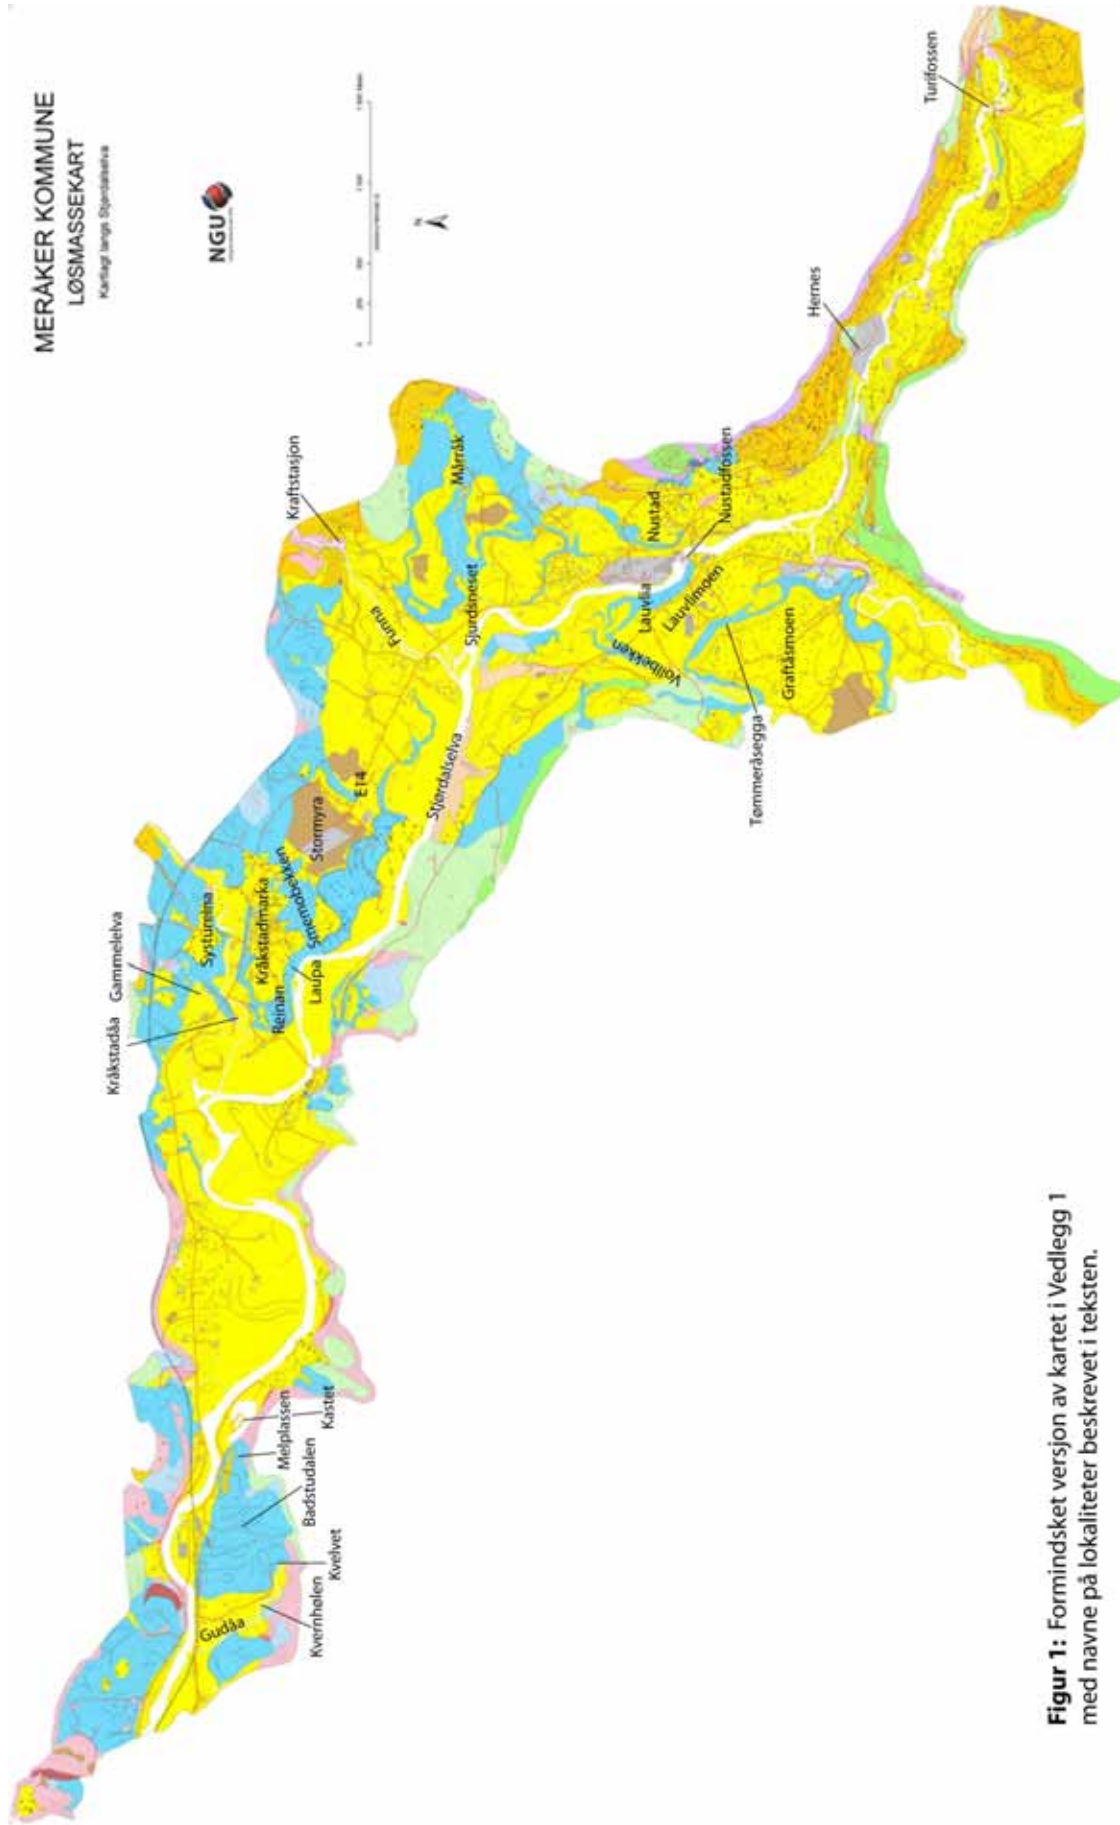 MERÅKER KOMMUNE
LØSMASSEKART
Kartlagt langs Stjørdalselva
NGU
N
Kraftstasjon
Mårråk
Funna
Sjurdsneset
Turifossen
Hernes
Nustad
Nustadfossen
Lauvlia
Lauvlimoen
Vollbekken
Graftåsmoen
Tømmeråsegga
Stjørdalselva
E14
Stormyra
Smemobekken
Kråkstadmarka
Systureina
Gammelelva
Kråkstadåa
Reinan
Laupa
Kastet
Melplassen
Badstudalen
Kvelvet
Kvernhølen
Gudåa
Figur 1: Formindsket versjon av kartet i Vedlegg 1
med navne på lokaliteter beskrevet i teksten.